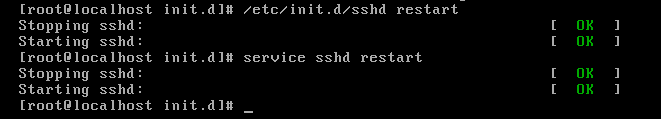 [root@localhost init.d]# /etc/init.d/sshd restart
Stopping sshd: [ OK ]
Starting sshd: [ OK ]
[root@localhost init.d]# service sshd restart
Stopping sshd: [ OK ]
Starting sshd: [ OK ]
[root@localhost init.d]# _